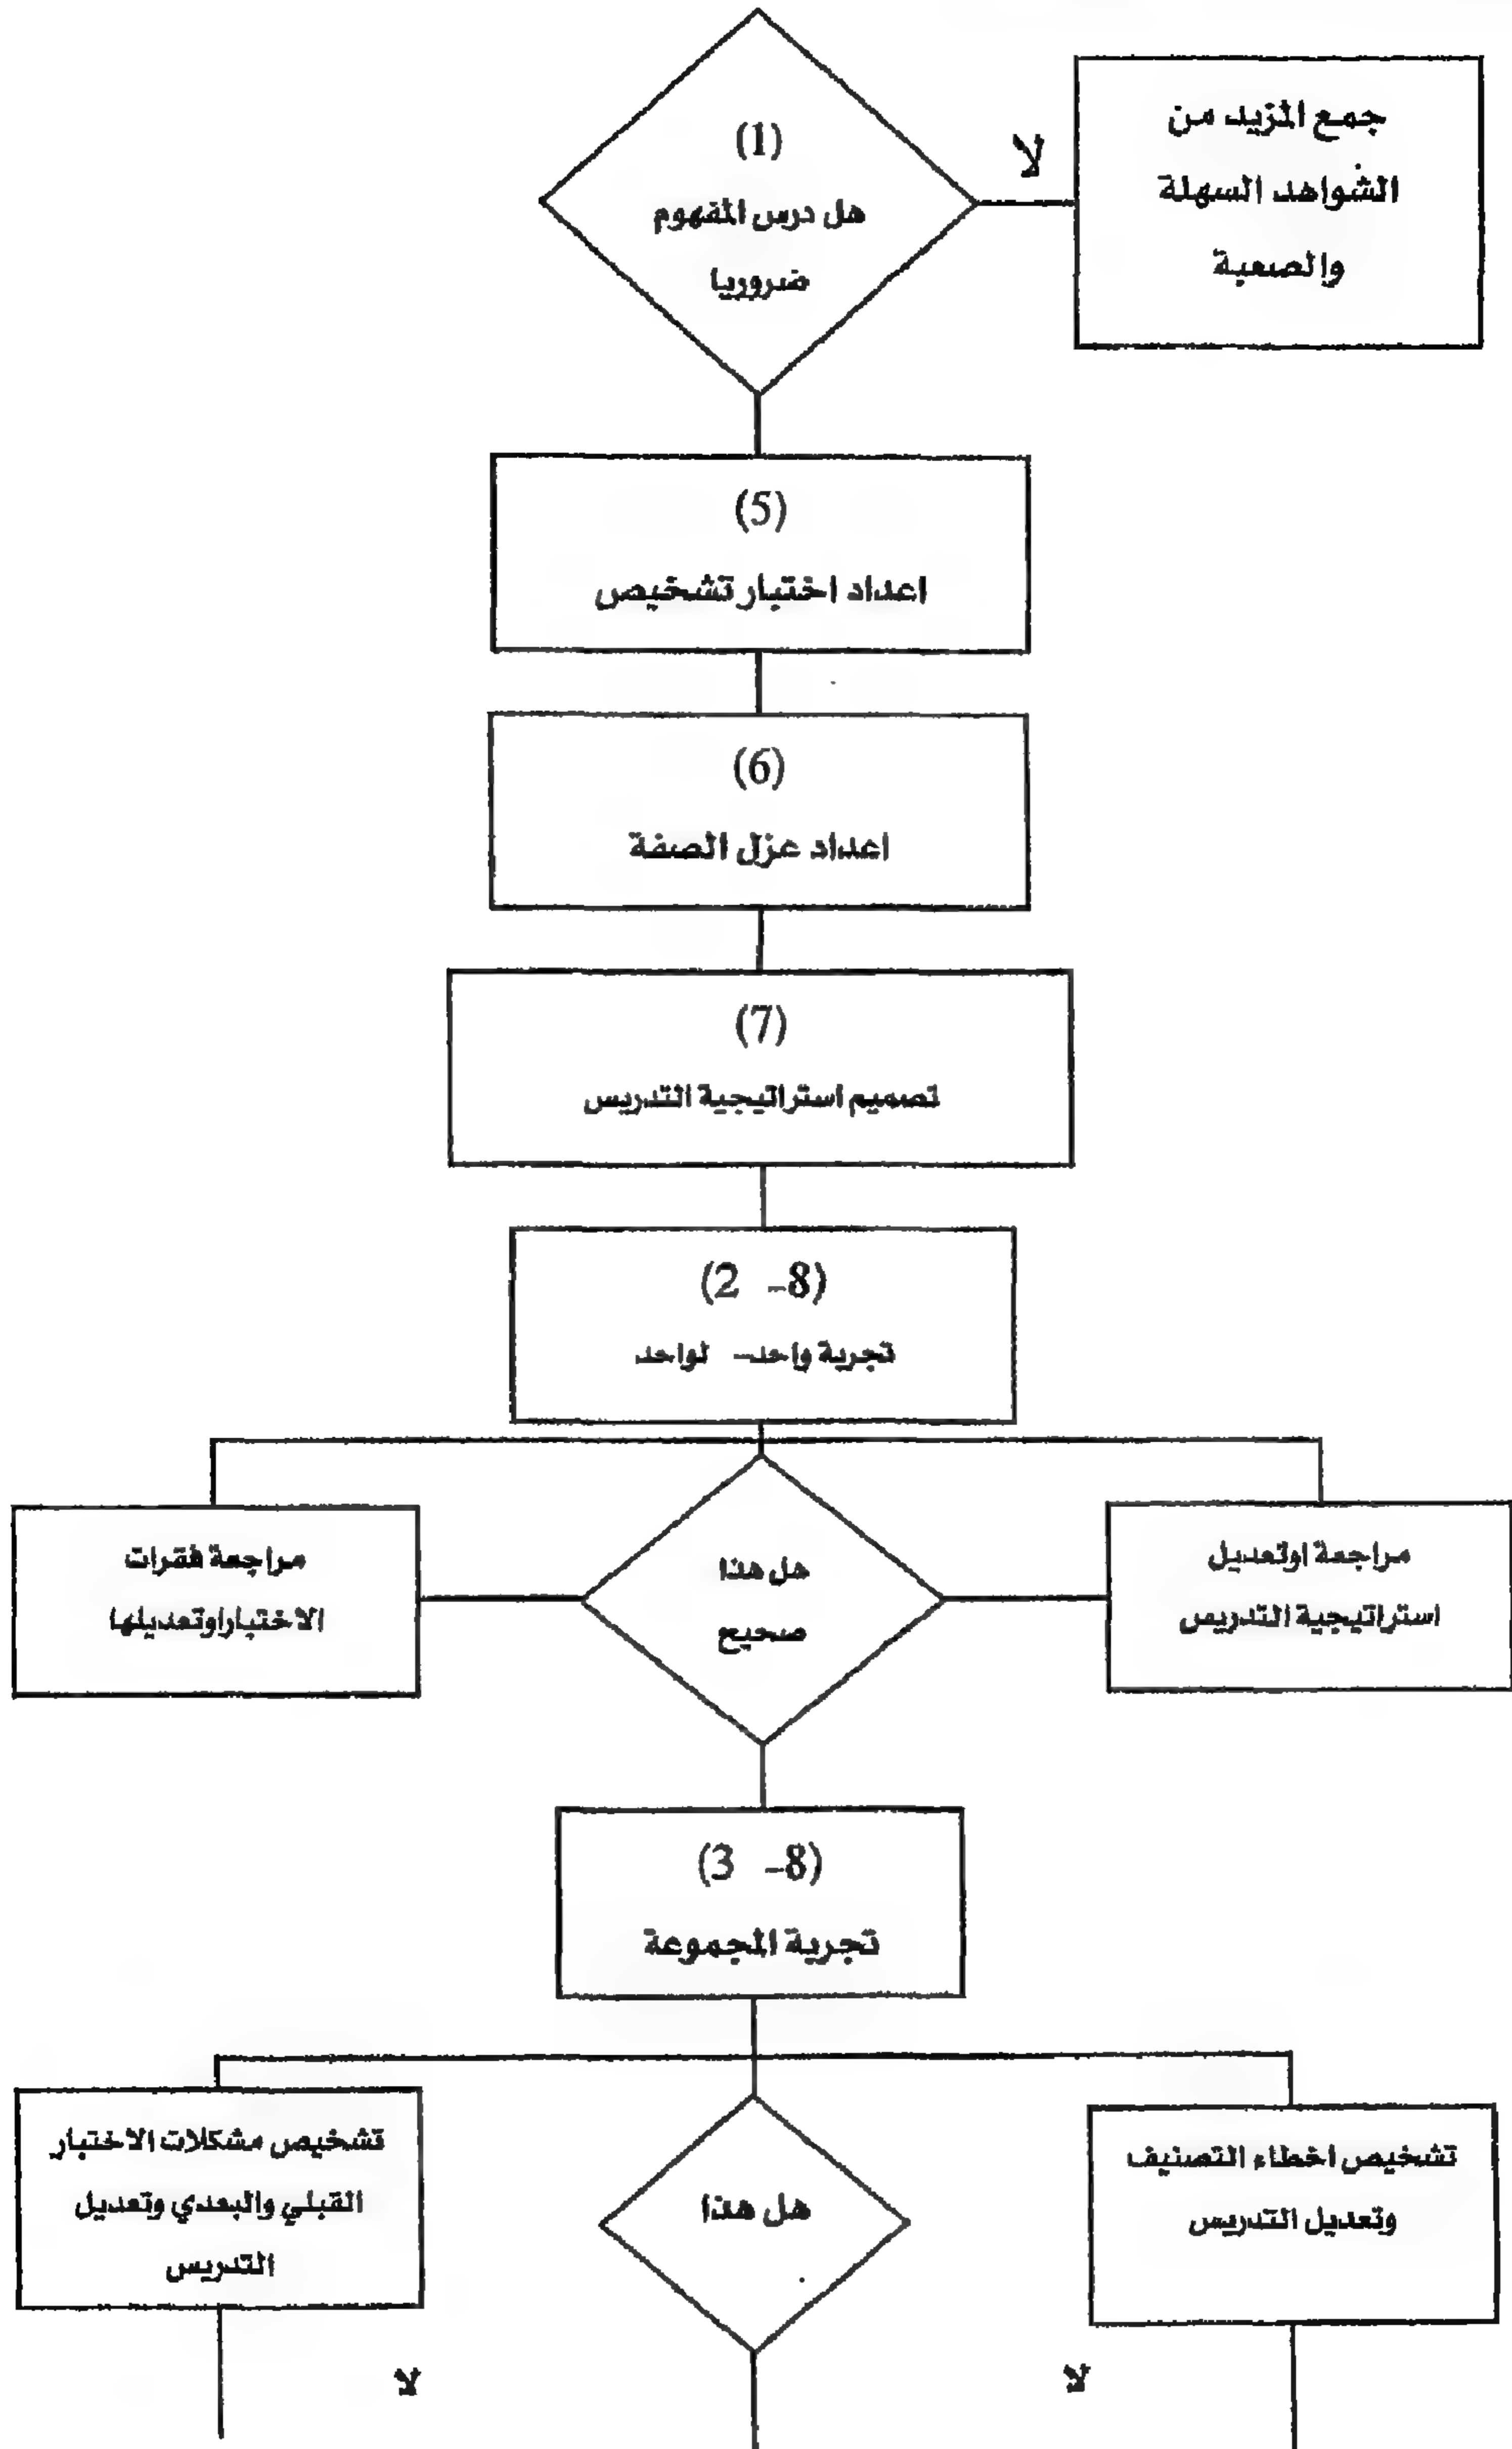 (1)
هل درس المفهوم
ضروريا
لا
جمع المزيد من
الشواهد السهلة
والصعبة
(5)
اعداد اختبار تشخيص
(6)
اعداد عزل الصفة
(7)
تصميم استراتيجية التدريس
(2 -8)
تجربة واحد- لواحد
مراجعة اوتعديل
استراتيجية التدريس
هل هذا
صحيح
مراجعة فقرات
الاختباراوتعديلها
(3 -8)
تجربة المجموعة
تشخيص اخطاء التصنيف
وتعديل التدريس
هل هذا
تشخيص مشكلات الاختبار
القبلي والبعدي وتعديل
التدريس
لا
لا